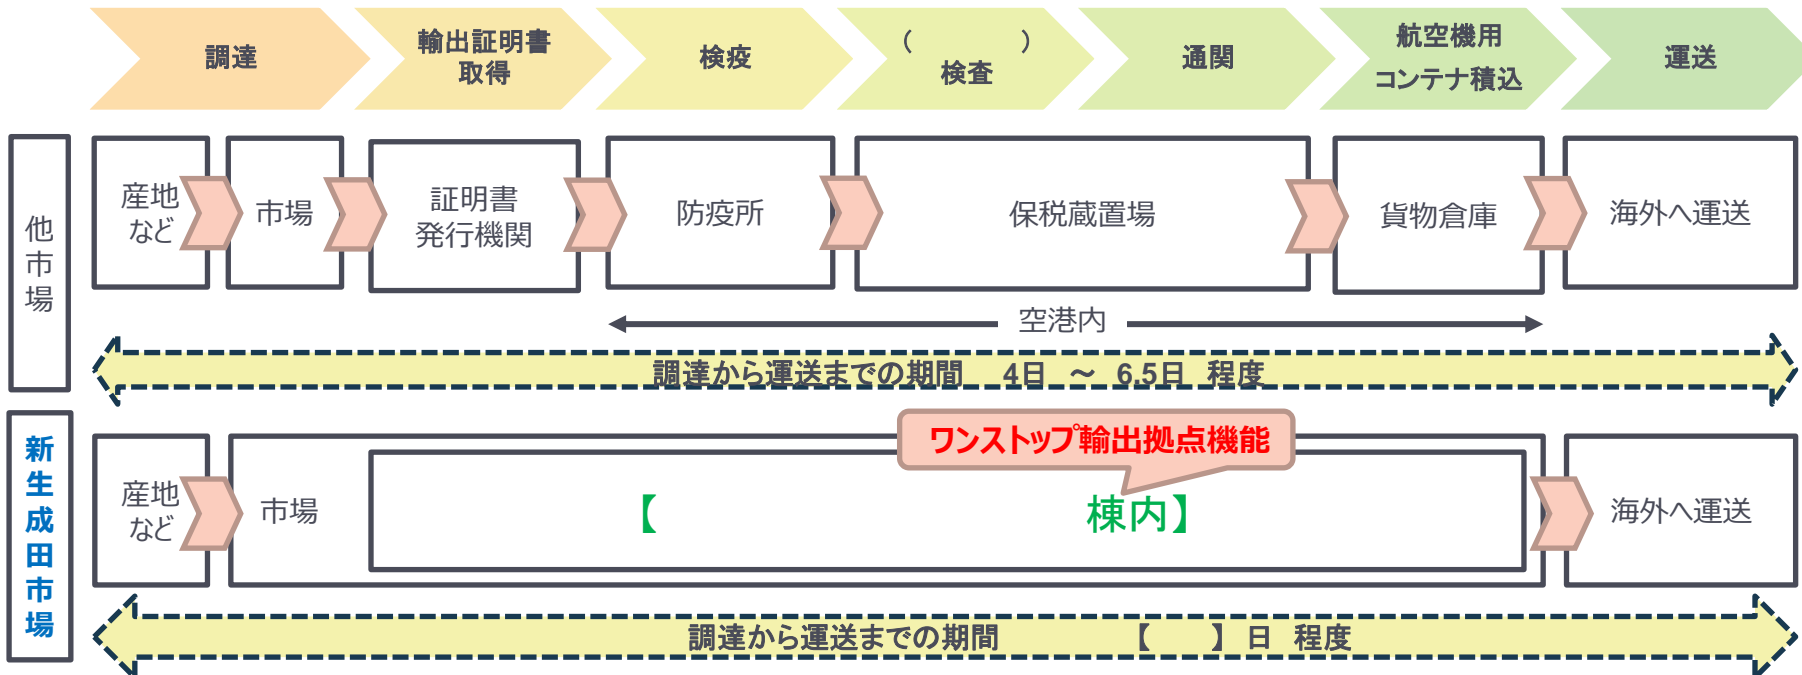 調達
輸出証明書
取得
検疫
（　　　　）
検査
通関
航空機用
コンテナ積込
運送
他市場
産地
など
市場
証明書
発行機関
防疫所
保税蔵置場
貨物倉庫
海外へ運送
空港内
調達から運送までの期間　4日　～　6.5日　程度
新生成田市場
産地
など
市場
ワンストップ輸出拠点機能
【　　　　　　　　　　棟内】
海外へ運送
調達から運送までの期間　　　　【　　】 日　程度